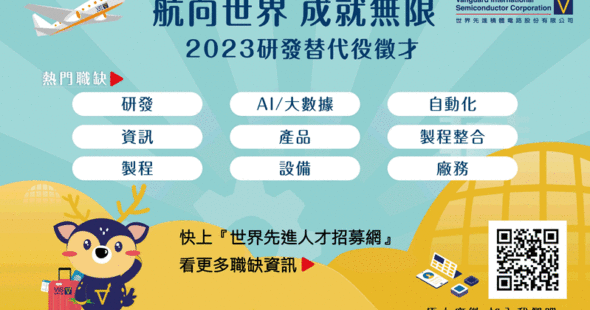 Vanguard International
Semiconductor Corporation
世界先進積體電路股份有限公司
航向世界 成就無限
2023研發替代役徵才
熱門職缺
研發
AI/大數據
自動化
資訊
產品
製程整合
製程
設備
廠務
快上『世界先進人才招募網』
看更多職缺資訊